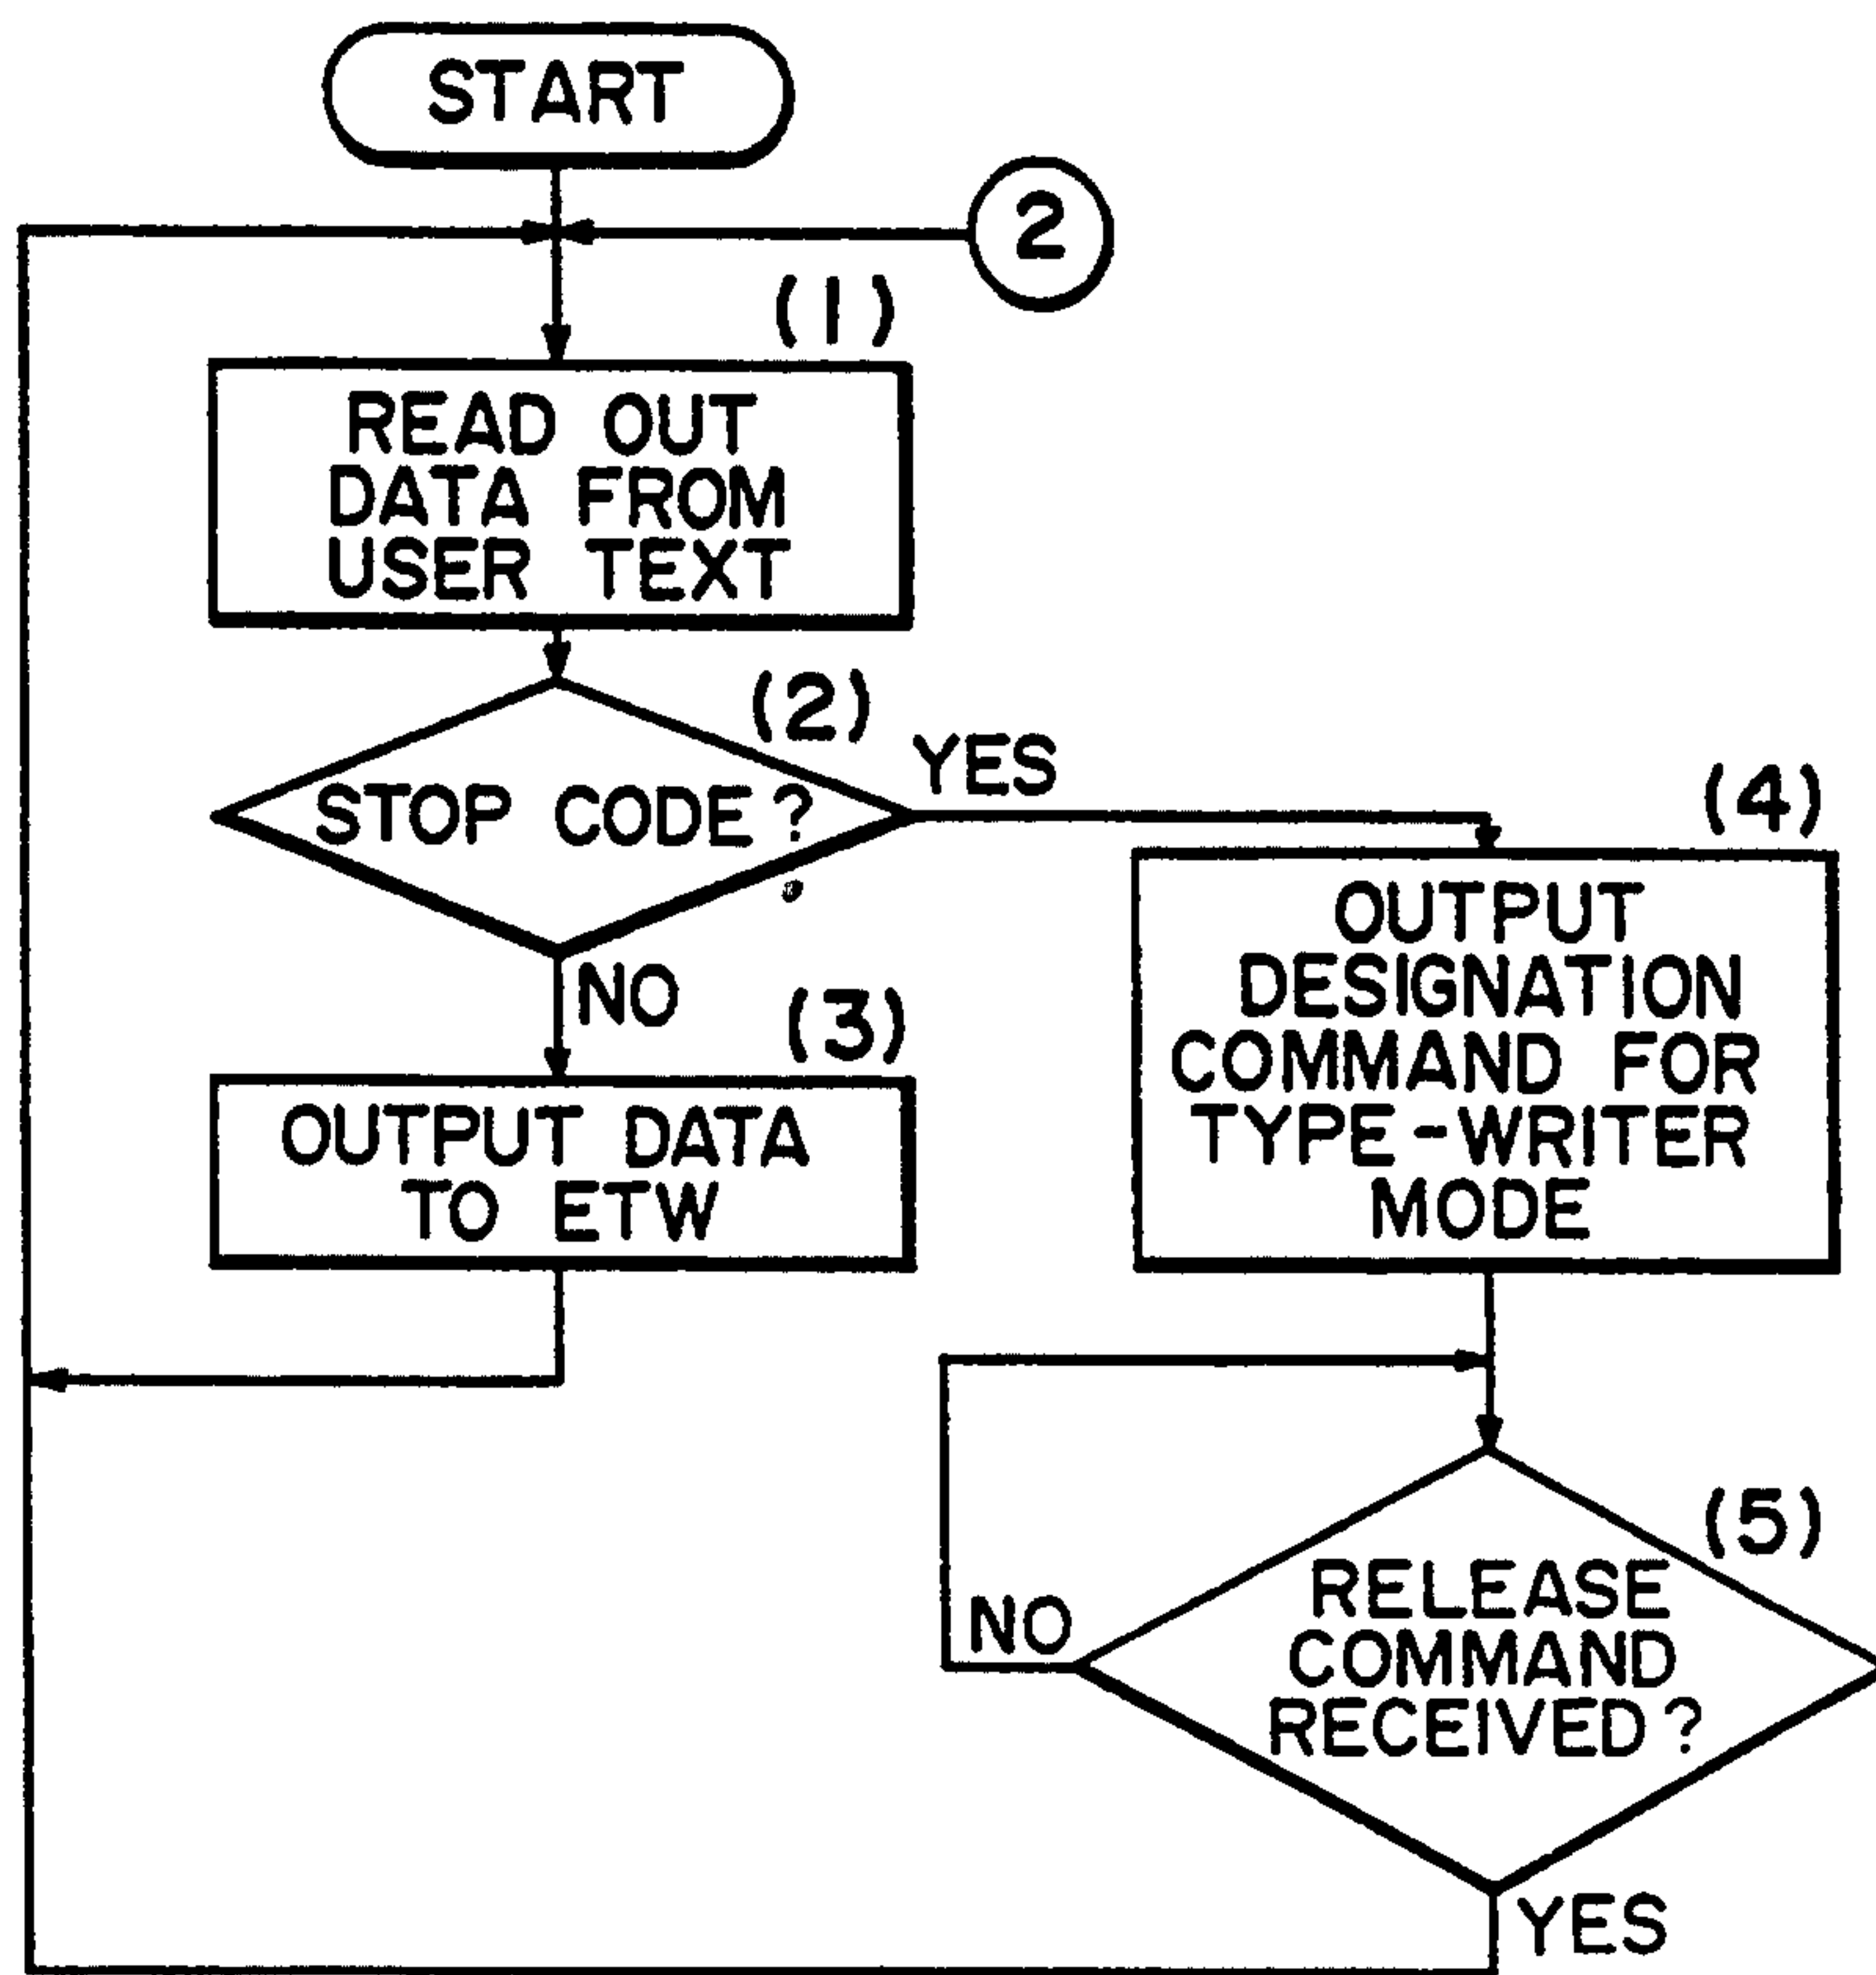 START
2
(1)
READ OUT
DATA FROM
USER TEXT
(2)
STOP CODE?
YES
NO
(3)
OUTPUT DATA
TO ETW
(4)
OUTPUT
DESIGNATION
COMMAND FOR
TYPE-WRITER
MODE
(5)
RELEASE
COMMAND
RECEIVED?
NO
YES